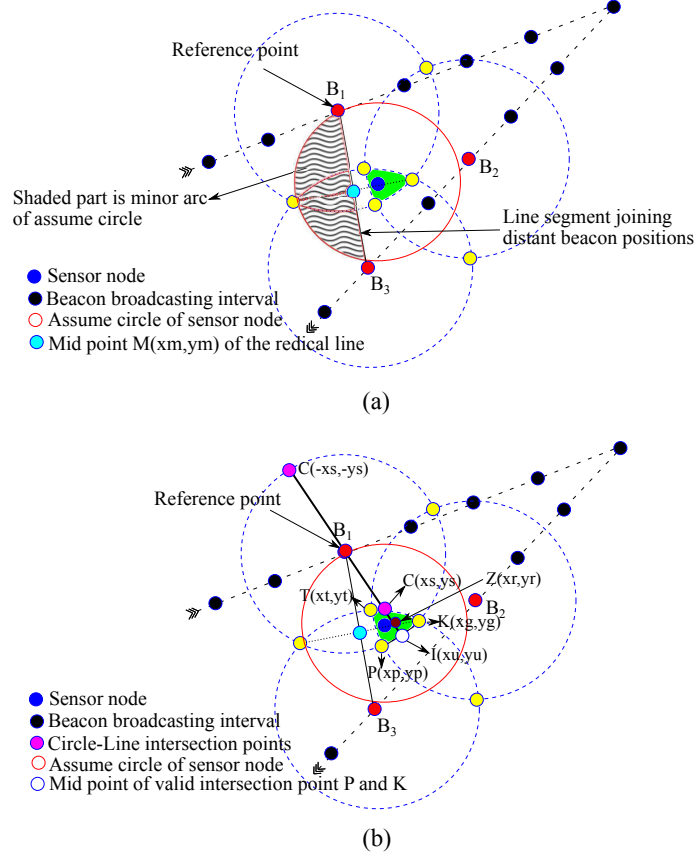 Reference point
B1
B2
Shaded part is minor arc
of assume circle
Line segment joining
distant beacon positions
B3
Sensor node
Beacon broadcasting interval
Assume circle of sensor node
Mid point M(xm,ym) of the redical line
(a)
C(-xs,-ys)
Reference point
B1
C(xs,ys)
Z(xr,yr)
T(xt,yt)
B2
K(xg,yg)
Í(xu,yu)
P(xp,yp)
B3
Sensor node
Beacon broadcasting interval
Circle-Line intersection points
Assume circle of sensor node
Mid point of valid intersection point P and K
(b)